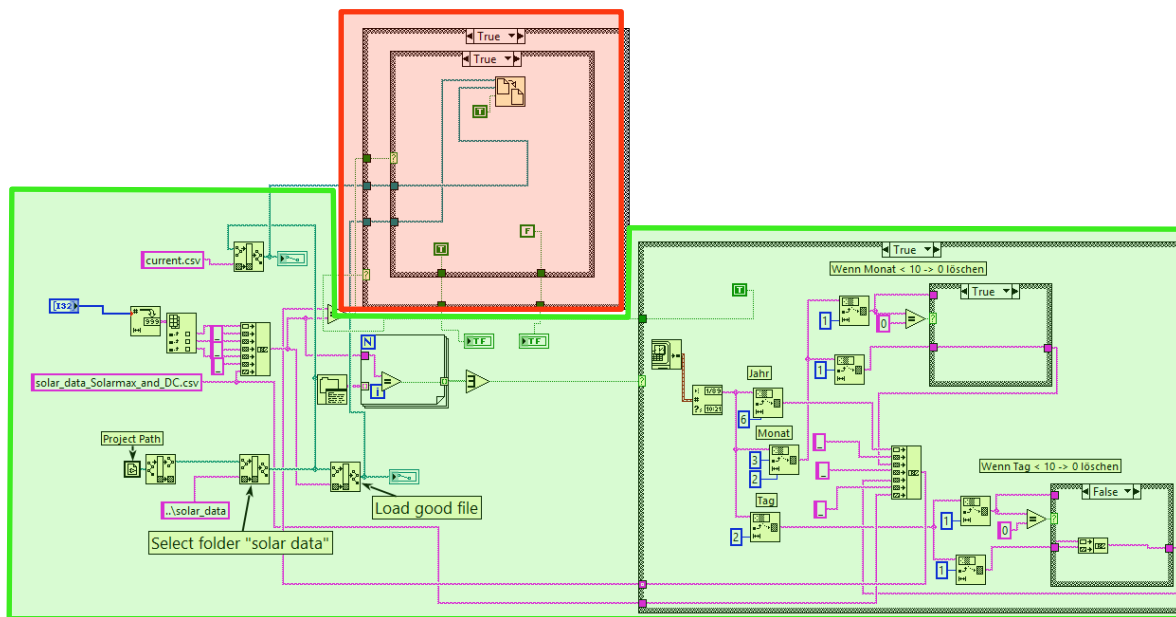 True
True
T
T
F
current.csv
I32
solar_data_Solarmax_and_DC.csv
Project Path
..\solar_data
Select folder "solar data"
Load good file
N
i
TF
TF
True
Wenn Monat < 10 -> 0 löschen
T
True
1
0
1
Jahr
6
Monat
3
2
Tag
2
Wenn Tag < 10 -> 0 löschen
False
1
0
1